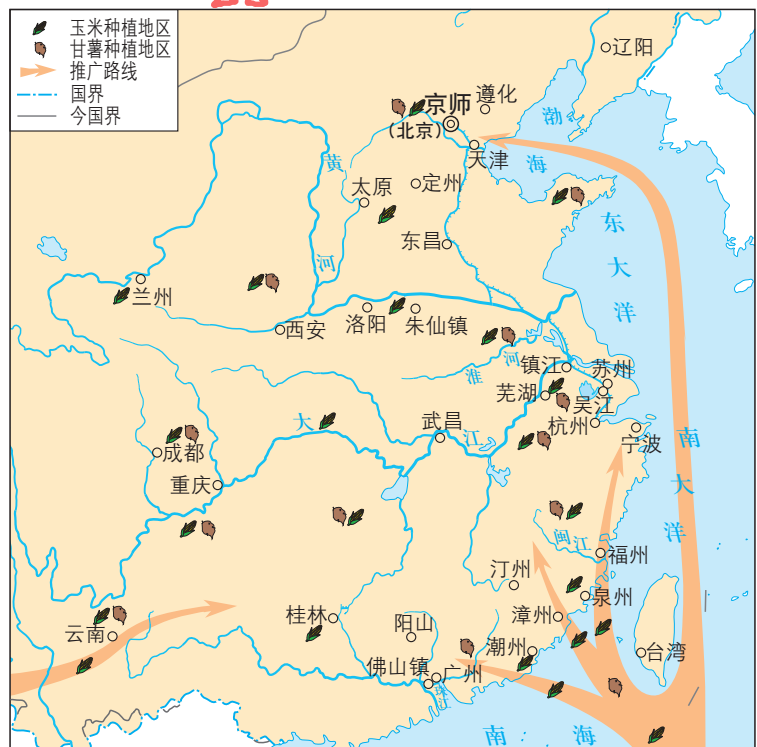 玉米种植地区
甘薯种植地区
推广路线
国界
今国界
辽阳
京师
(北京)
遵化
天津
渤
海
黄
河
太原
定州
东昌
东
大
洋
兰州
西安
洛阳
朱仙镇
淮
河
镇江
苏州
芜湖
吴江
杭州
宁波
大
江
武昌
成都
重庆
南
大
洋
闽江
福州
汀州
泉州
漳州
云南
桂林
阳山
潮州
佛山镇
广州
珠江
台湾
南
海